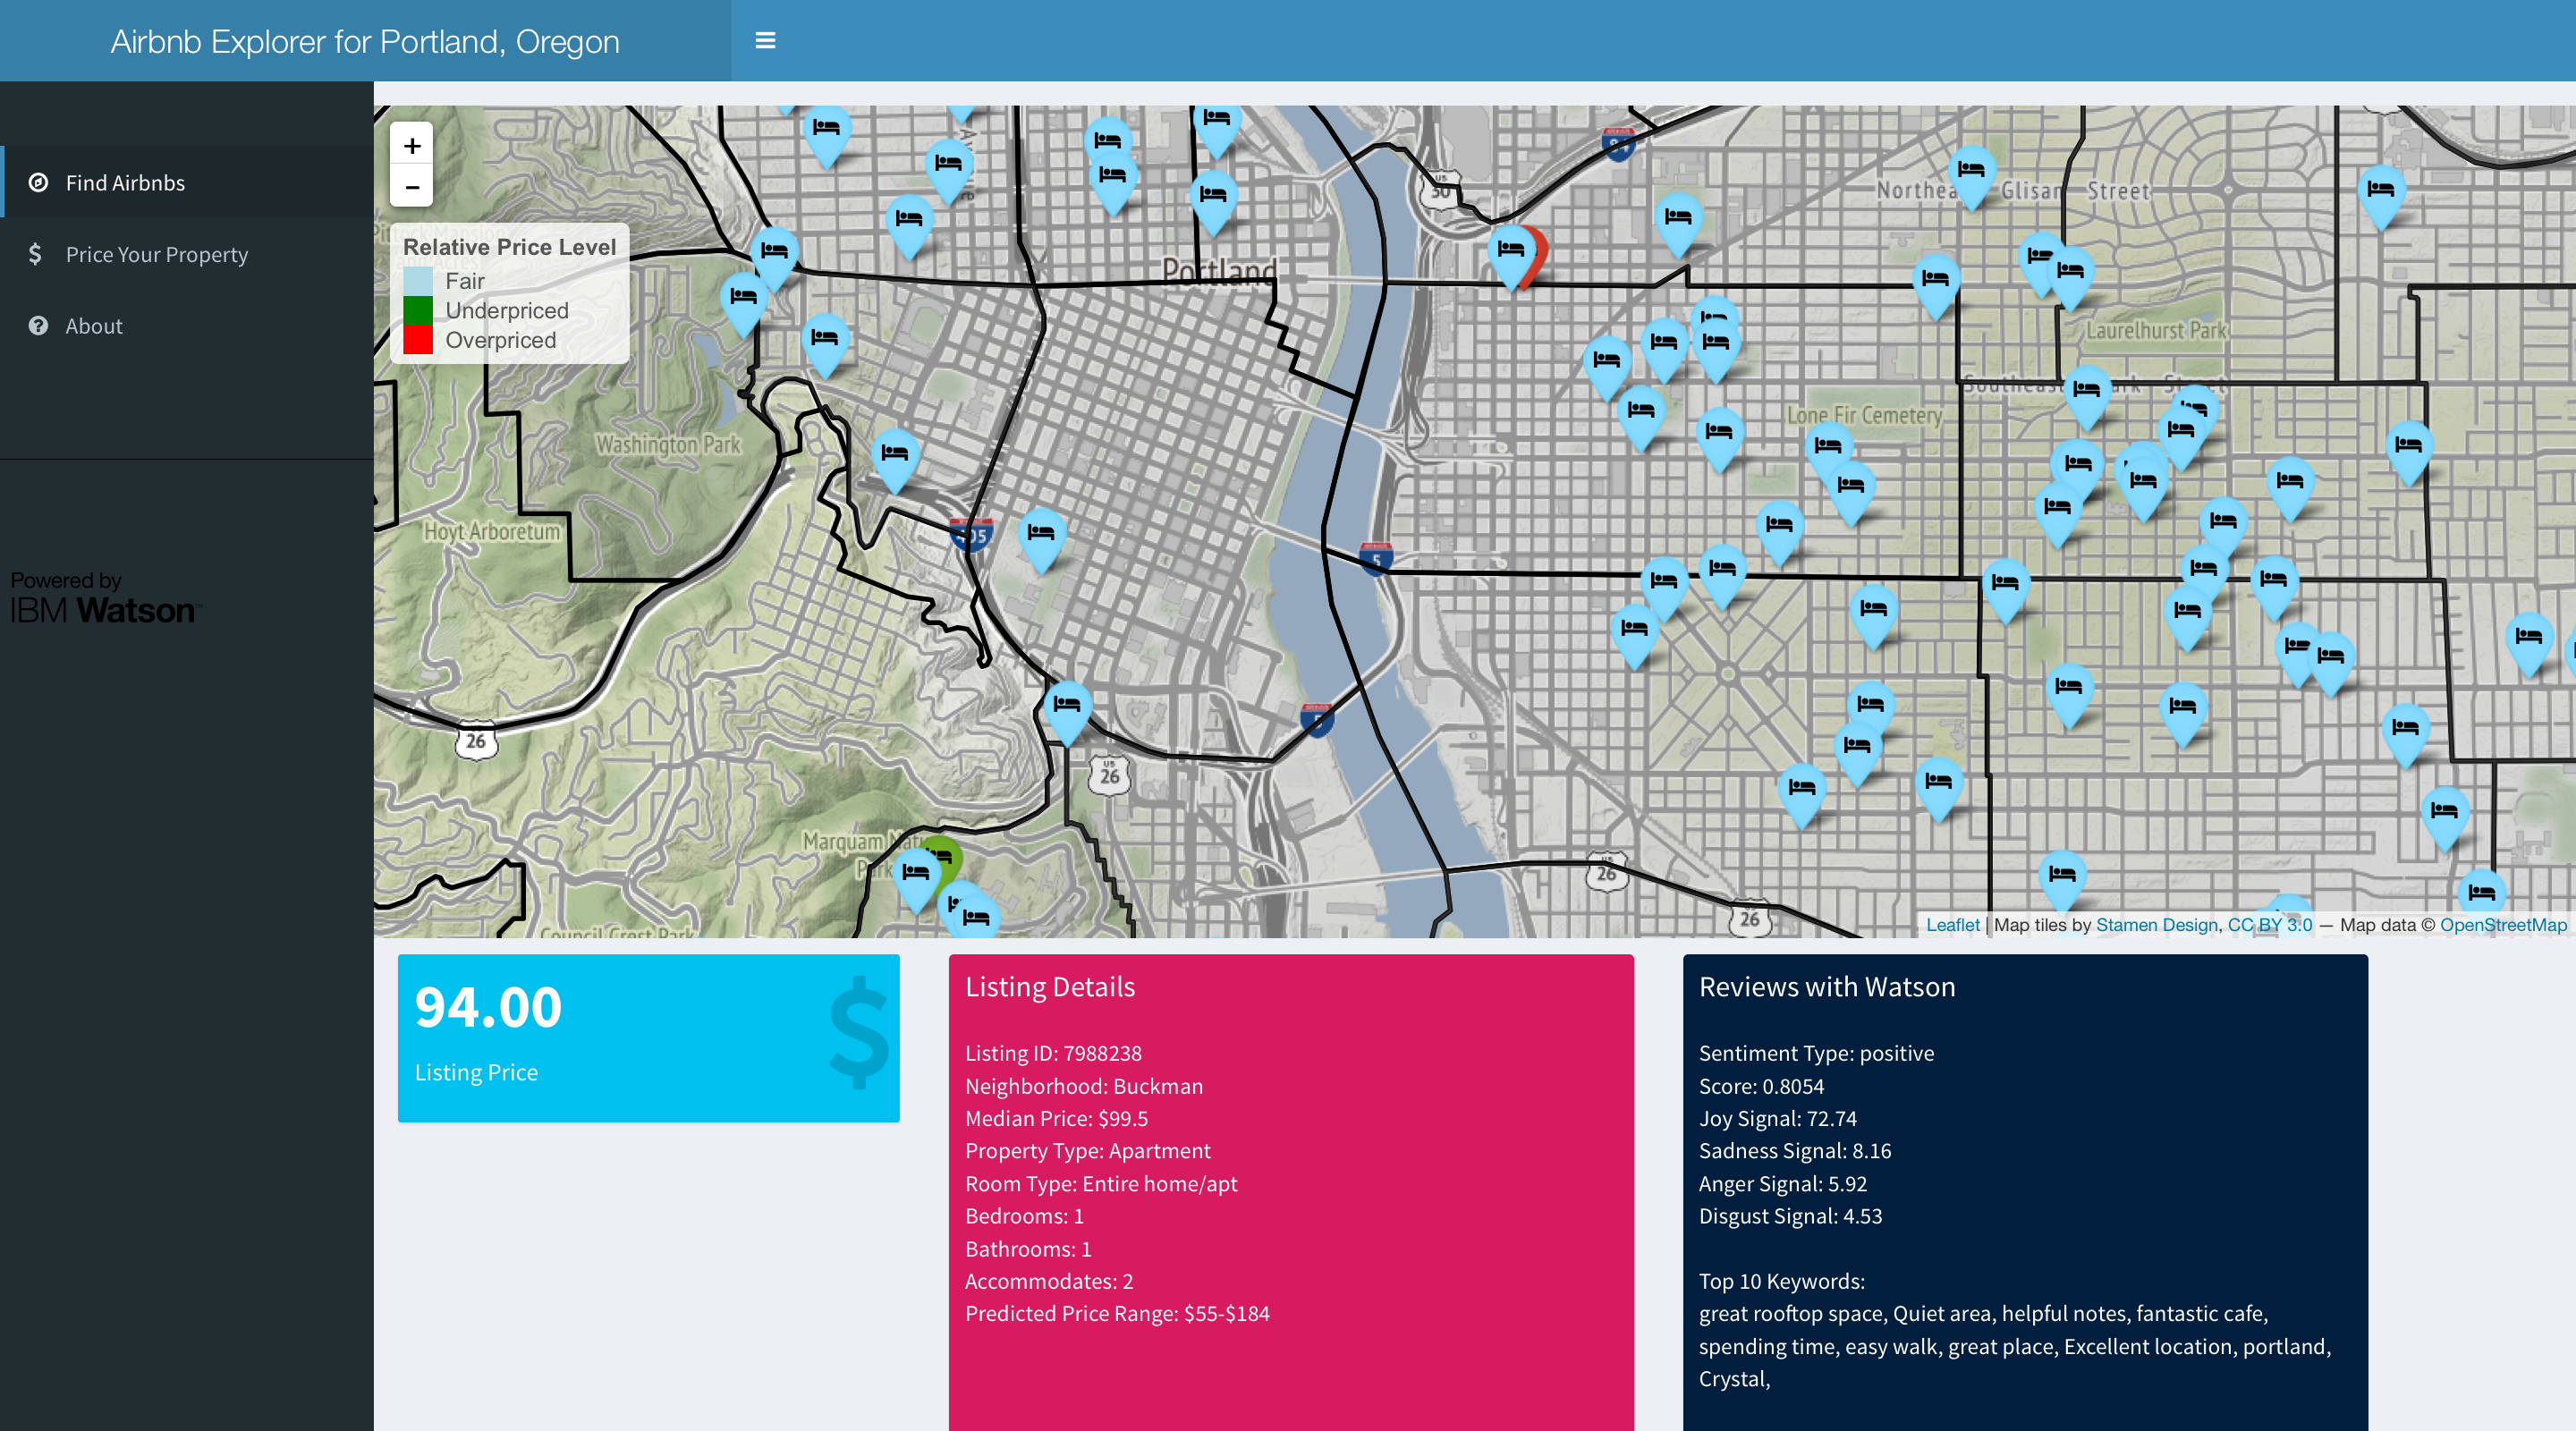 Airbnb Explorer for Portland, Oregon
Find Airbnbs
Price Your Property
About
Powered by
IBM Watson
+
−
Relative Price Level
Fair
Underpriced
Overpriced
Portland
Northea Glisan Street
Laurelhurst Park
Lone Fir Cemetery
Washington Park
Hoyt Arboretum
5
5
26
US
26
US
30
26
26
Marquam
Council Crest Park
Leaflet | Map tiles by Stamen Design, CC BY 3.0 — Map data © OpenStreetMap
94.00
Listing Price
$
Listing Details
Listing ID: 7988238
Neighborhood: Buckman
Median Price: $99.5
Property Type: Apartment
Room Type: Entire home/apt
Bedrooms: 1
Bathrooms: 1
Accommodates: 2
Predicted Price Range: $55-$184
Reviews with Watson
Sentiment Type: positive
Score: 0.8054
Joy Signal: 72.74
Sadness Signal: 8.16
Anger Signal: 5.92
Disgust Signal: 4.53
Top 10 Keywords:
great rooftop space, Quiet area, helpful notes, fantastic cafe,
spending time, easy walk, great place, Excellent location, portland,
Crystal,